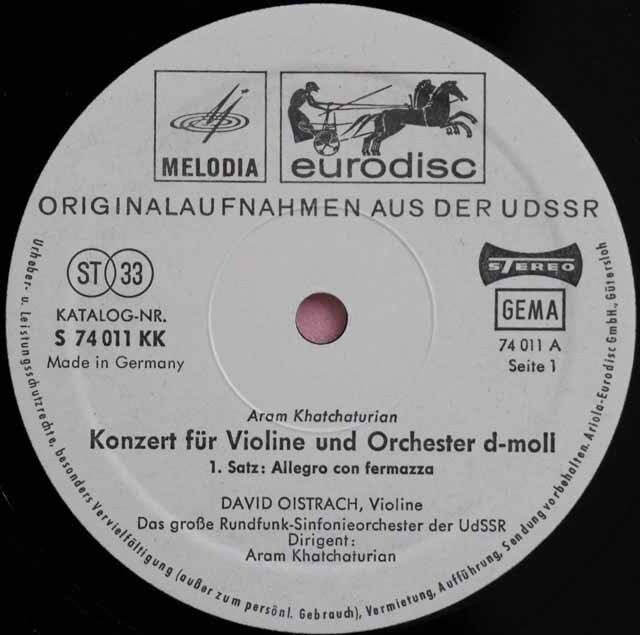 MELODIA
eurodisc
ORIGINALAUFNAHMEN AUS DER UDSSR
ST 33
KATALOG-NR.
S 74 011 KK
Made in Germany
STEREO
GEMA
74 011 A
Seite 1
Aram Khatchaturian
Konzert für Violine und Orchester d-moll
1. Satz: Allegro con fermazza
DAVID OISTRACH, Violine
Das große Rundfunk-Sinfonieorchester der UdSSR
Dirigent:
Aram Khatchaturian
Urheber- u. Leistungsschutzrechte, besonders Vervielfältigung (außer zum persönl. Gebrauch), Vermietung, Aufführung, Sendung vorbehalten. Ariola-Eurodisc GmbH., Gütersloh